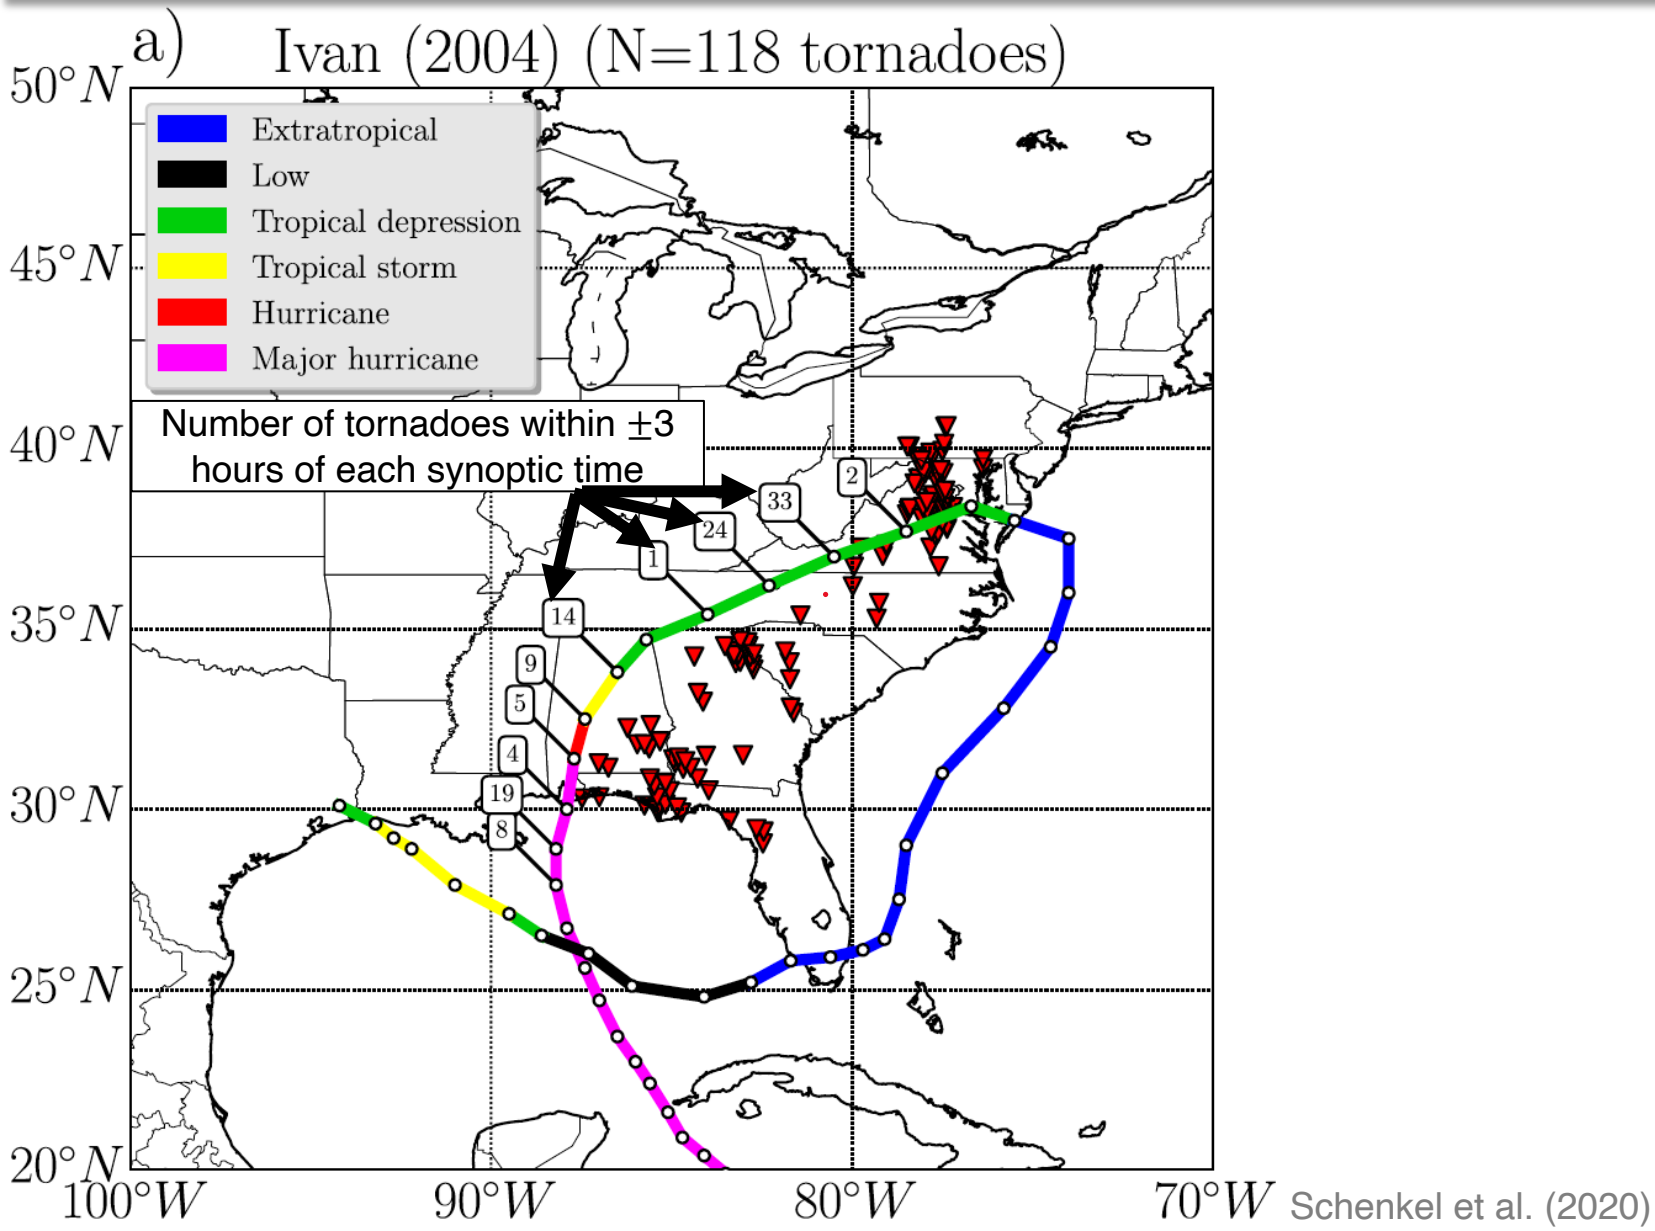 a) Ivan (2004) (N=118 tornadoes)
50°N
Extratropical
Low
Tropical depression
Tropical storm
Hurricane
Major hurricane
45°N
Number of tornadoes within ±3
hours of each synoptic time
40°N
2
33
24
1
14
35°N
9
5
4
19
8
30°N
25°N
20°N
100°W 90°W 80°W 70°W
Schenkel et al. (2020)